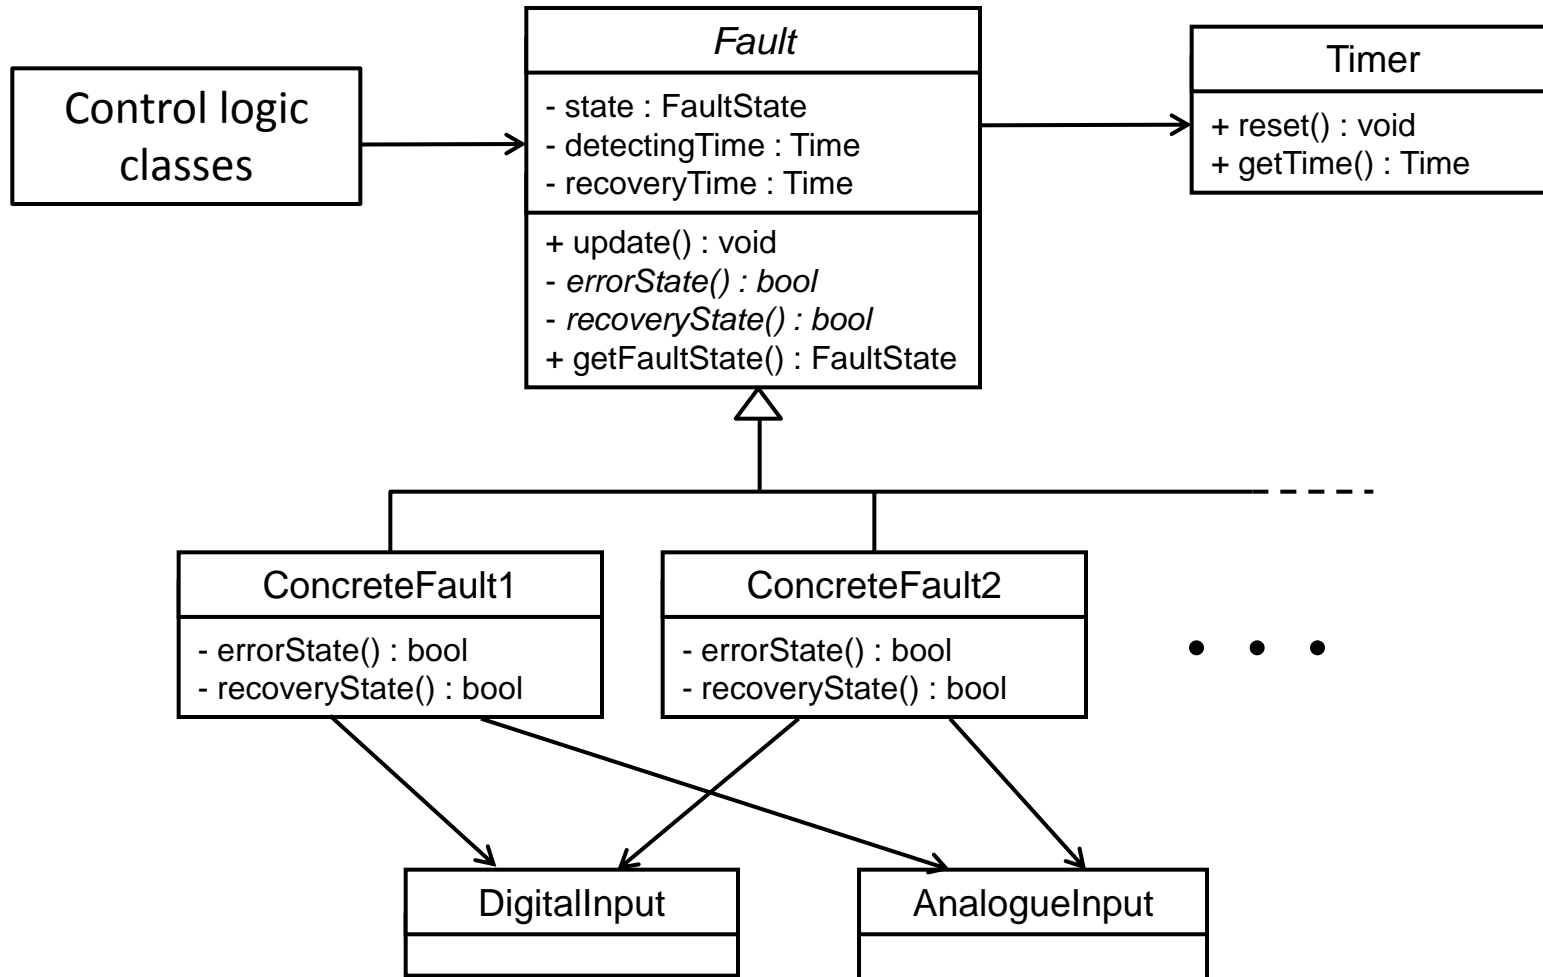 Fault
Control logic
classes
- state : FaultState
- detectingTime : Time
- recoveryTime : Time
+ update() : void
- errorState() : bool
- recoveryState() : bool
+ getFaultState() : FaultState
Timer
+ reset() : void
+ getTime() : Time
ConcreteFault1
- errorState() : bool
- recoveryState() : bool
ConcreteFault2
- errorState() : bool
- recoveryState() : bool
DigitalInput
AnalogueInput